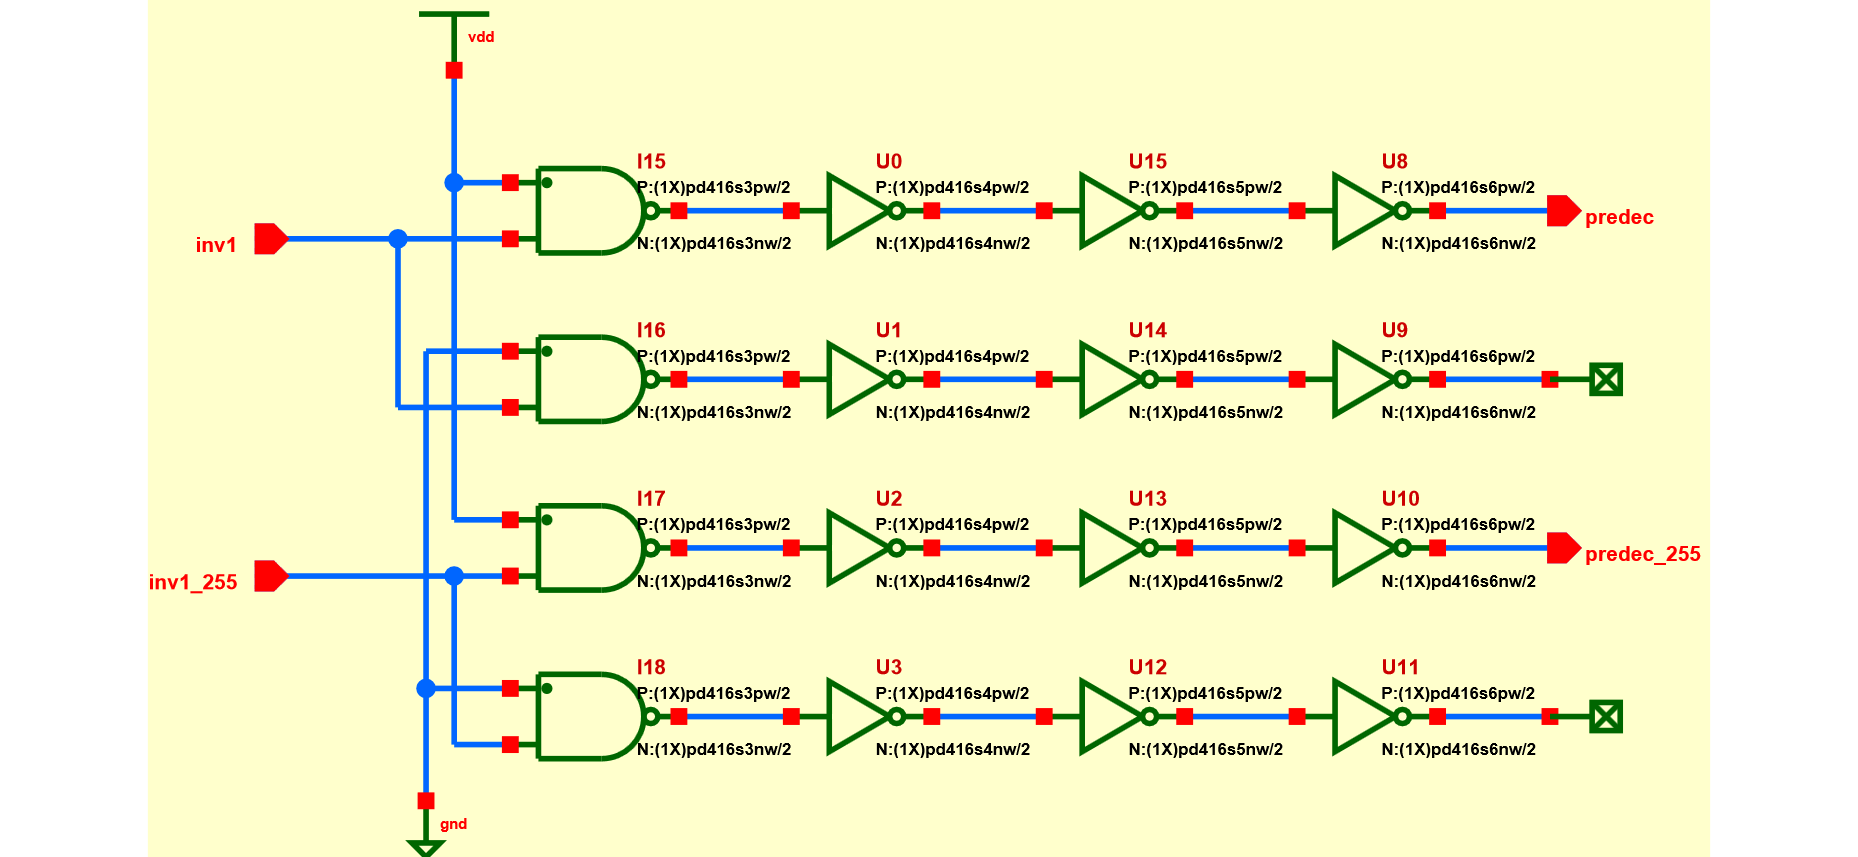 vdd
I15 U0 U15 U8
P:(1X)pd416s3pw/2 P:(1X)pd416s4pw/2 P:(1X)pd416s5pw/2 P:(1X)pd416s6pw/2
predec
inv1
N:(1X)pd416s3nw/2 N:(1X)pd416s4nw/2 N:(1X)pd416s5nw/2 N:(1X)pd416s6nw/2
I16 U1 U14 U9
P:(1X)pd416s3pw/2 P:(1X)pd416s4pw/2 P:(1X)pd416s5pw/2 P:(1X)pd416s6pw/2
N:(1X)pd416s3nw/2 N:(1X)pd416s4nw/2 N:(1X)pd416s5nw/2 N:(1X)pd416s6nw/2
I17 U2 U13 U10
P:(1X)pd416s3pw/2 P:(1X)pd416s4pw/2 P:(1X)pd416s5pw/2 P:(1X)pd416s6pw/2
predec_255
inv1_255
N:(1X)pd416s3nw/2 N:(1X)pd416s4nw/2 N:(1X)pd416s5nw/2 N:(1X)pd416s6nw/2
I18 U3 U12 U11
P:(1X)pd416s3pw/2 P:(1X)pd416s4pw/2 P:(1X)pd416s5pw/2 P:(1X)pd416s6pw/2
N:(1X)pd416s3nw/2 N:(1X)pd416s4nw/2 N:(1X)pd416s5nw/2 N:(1X)pd416s6nw/2
gnd